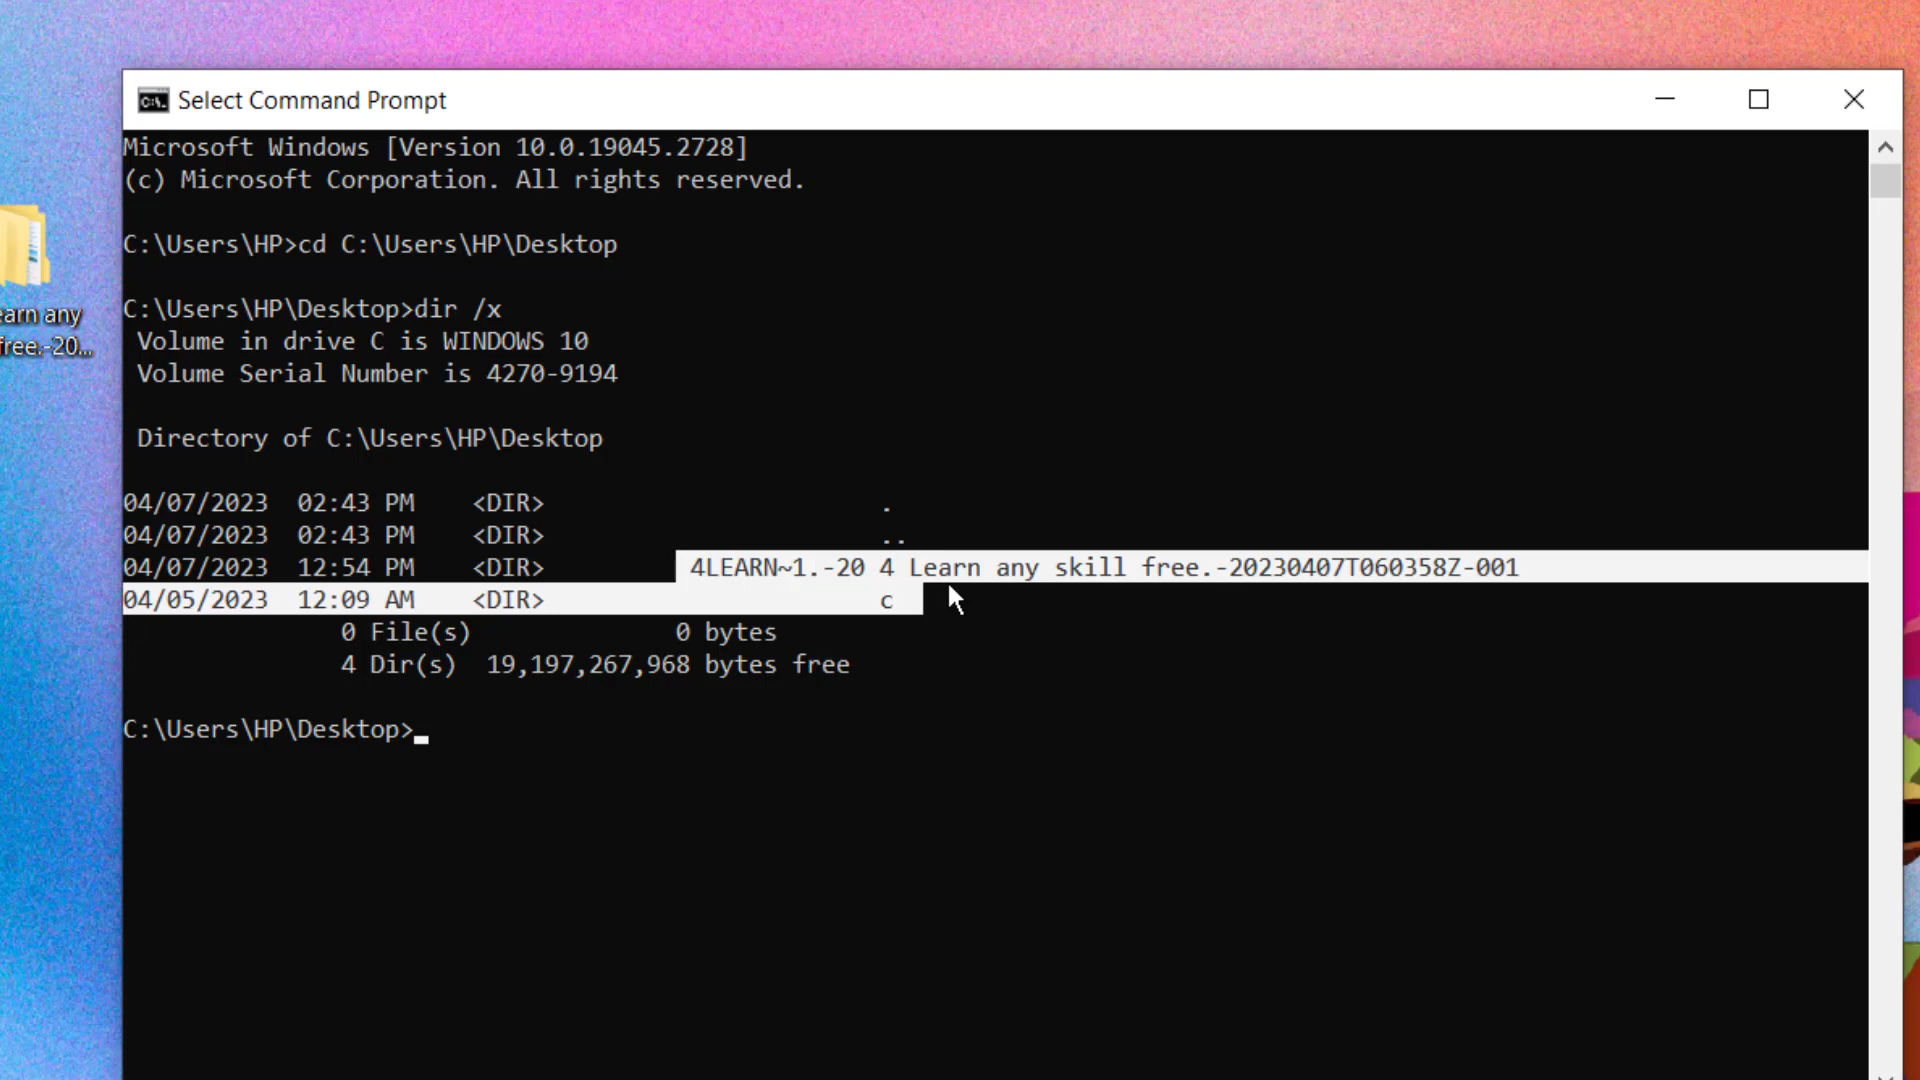 Select Command Prompt
Microsoft Windows [Version 10.0.19045.2728]
(c) Microsoft Corporation. All rights reserved.
C:\Users\HP>cd C:\Users\HP\Desktop
C:\Users\HP\Desktop>dir /x
Volume in drive C is WINDOWS 10
Volume Serial Number is 4270-9194
Directory of C:\Users\HP\Desktop
04/07/2023  02:43 PM    <DIR>                       .
04/07/2023  02:43 PM    <DIR>                       ..
04/07/2023  12:54 PM    <DIR>          4LEARN~1.-20 4 Learn any skill free.-20230407T060358Z-001
04/05/2023  12:09 AM    <DIR>                       c
0 File(s)              0 bytes
4 Dir(s)  19,197,267,968 bytes free
C:\Users\HP\Desktop>
earn any
free.-20...